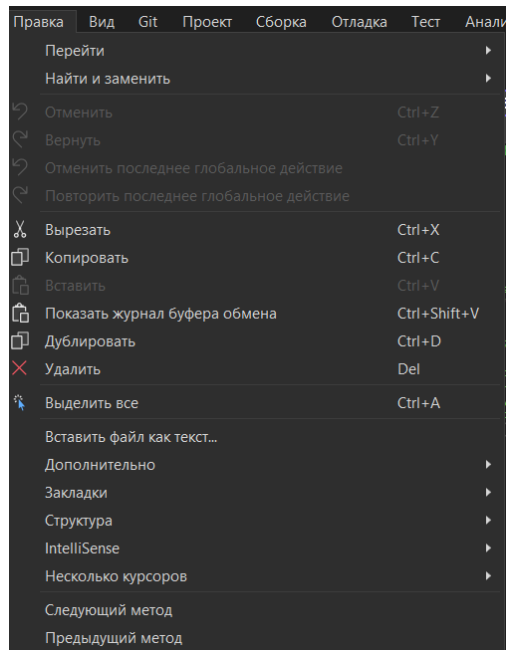 Правка Вид Git Проект Сборка Отладка Тест Анали
Перейти
Найти и заменить
Отменить Ctrl+Z
Вернуть Ctrl+Y
Отменить последнее глобальное действие
Повторить последнее глобальное действие
Вырезать Ctrl+X
Копировать Ctrl+C
Вставить Ctrl+V
Показать журнал буфера обмена Ctrl+Shift+V
Дублировать Ctrl+D
Удалить Del
Выделить все Ctrl+A
Вставить файл как текст...
Дополнительно
Закладки
Структура
IntelliSense
Несколько курсоров
Следующий метод
Предыдущий метод